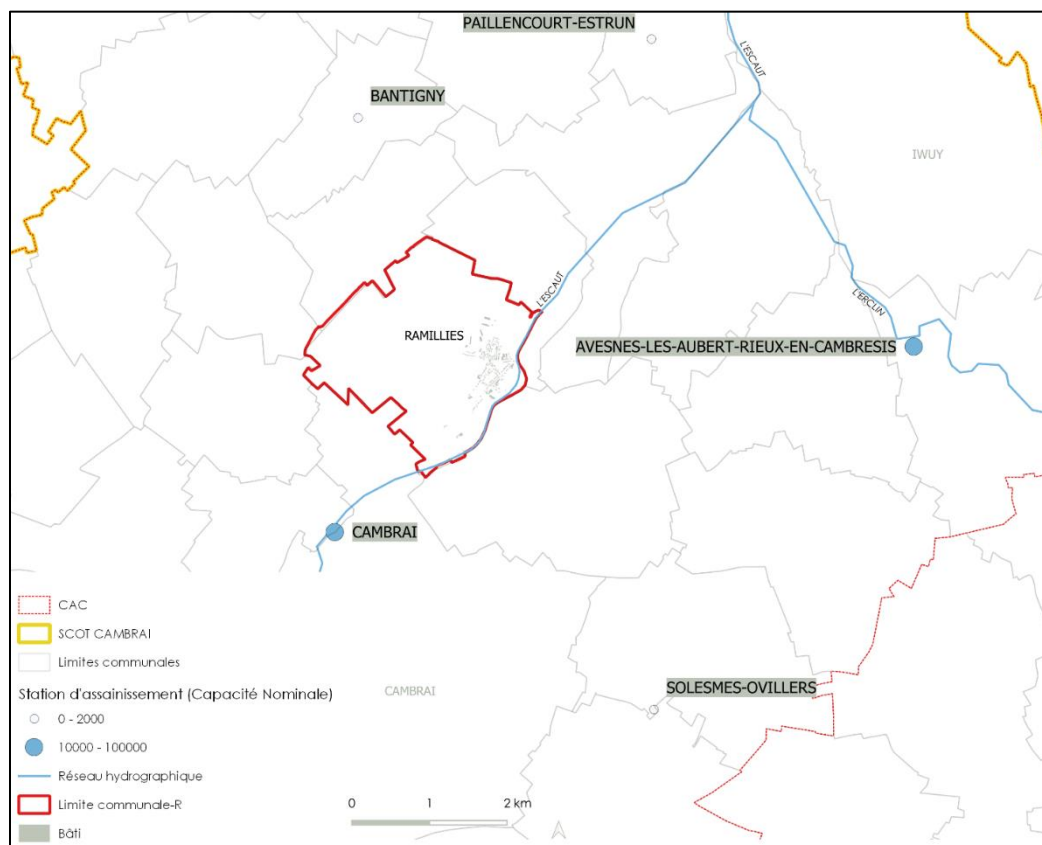 PAILLENCOURT-ESTRUN
L'ESCAUT
BANTIGNY
IWUY
L'ESCAUT
L'ERCLIN
RAMILLIES
AVESNES-LES-AUBERT-RIEUX-EN-CAMBRESIS
CAMBRAI
CAC
SCOT CAMBRAI
Limites communales
Station d'assainissement (Capacité Nominale)
0 - 2000
10000 - 100000
Réseau hydrographique
Limite communale-R
Bâti
CAMBRAI
SOLESMES-OVILLERS
0 1 2 km